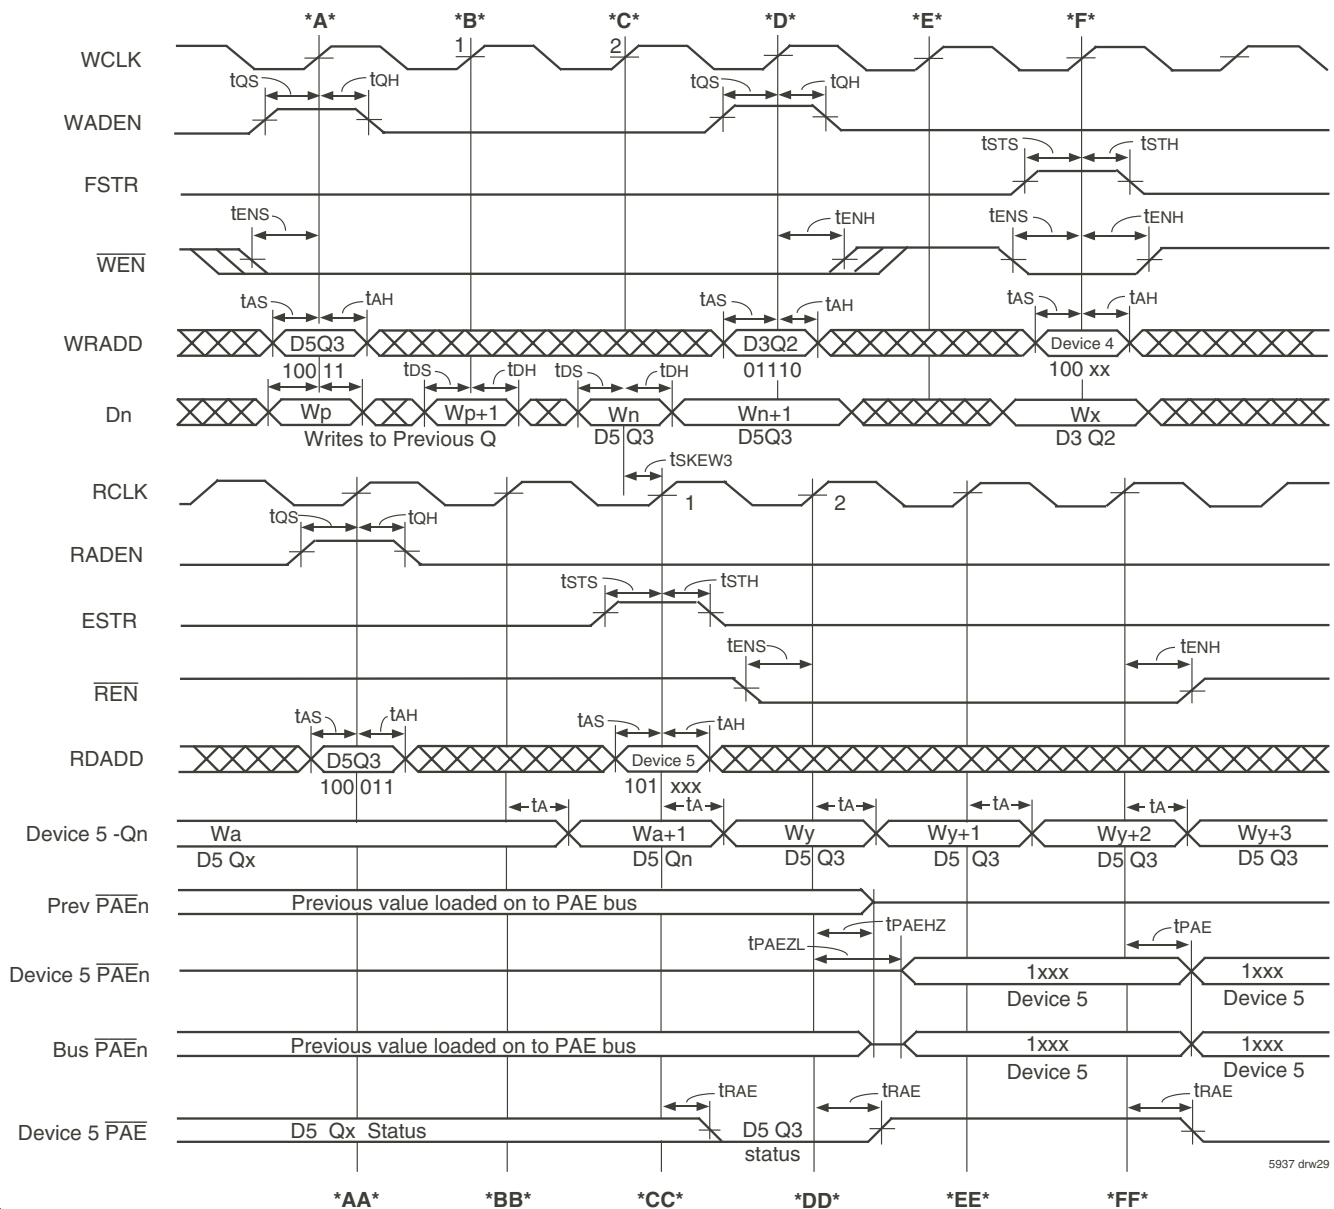 *A* *B* *C* *D* *E* *F*
WCLK 1 2
tQS tQH tQS tQH
WADEN
tSTS tSTH
FSTR
tENS tENH tENS tENH
WEN
tAS tAH tAS tAH tAS tAH
WRADD D5Q3 D3Q2 Device 4
100 11 01110 100 xx
tDS tDH tDS tDH
Dn Wp Wp+1 Wn Wn+1 Wx
Writes to Previous Q D5 Q3 D5Q3 D3 Q2
tSKEW3
RCLK 1 2
tQS tQH
RADEN
tSTS tSTH
ESTR
tENS tENH
REN
tAS tAH tAS tAH
RDADD D5Q3 Device 5
100 011 101 xxx
tA tA tA tA tA
Device 5 -Qn Wa Wa+1 Wy Wy+1 Wy+2 Wy+3
D5 Qx D5 Qn D5 Q3 D5 Q3 D5 Q3 D5 Q3
Prev PAEn Previous value loaded on to PAE bus
tPAEHZ tPAE
tPAEZL
Device 5 PAEn 1xxx 1xxx
Device 5 Device 5
Bus PAEn Previous value loaded on to PAE bus 1xxx 1xxx
Device 5 Device 5
tRAE tRAE tRAE
Device 5 PAE D5 Qx Status D5 Q3
status
5937 drw29
*AA* *BB* *CC* *DD* *EE* *FF*